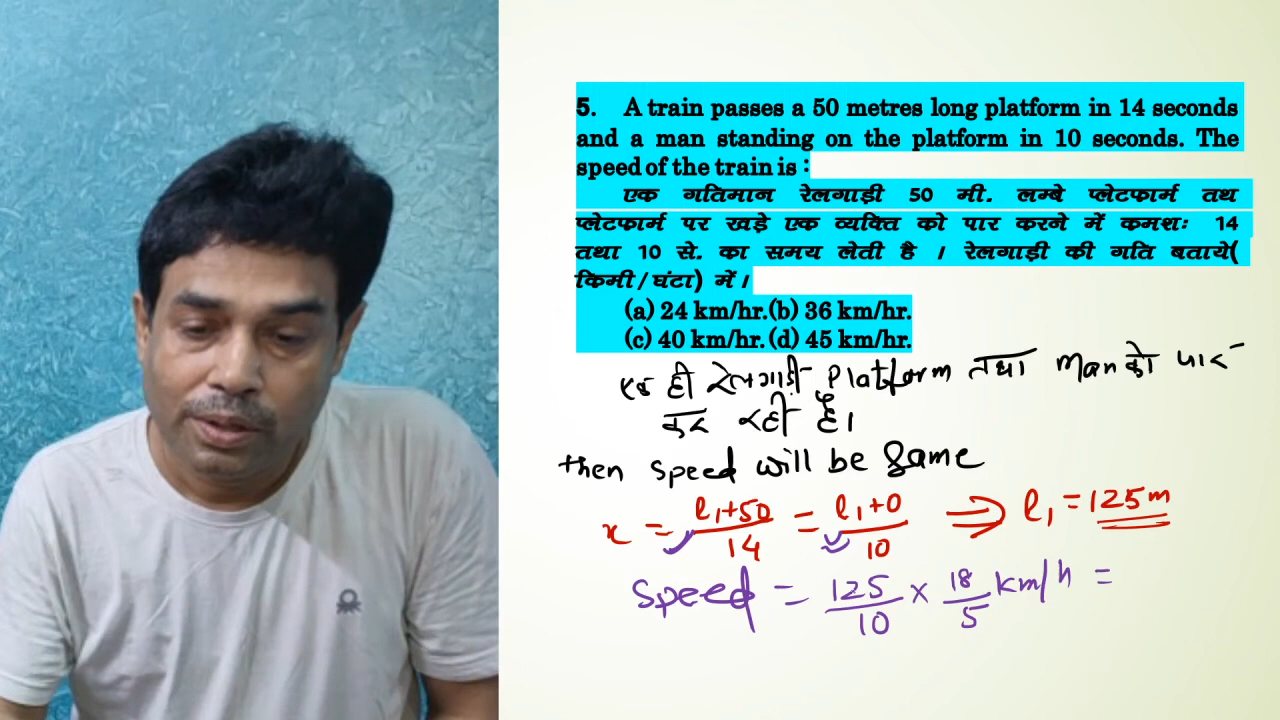 5. A train passes a 50 metres long platform in 14 seconds
and a man standing on the platform in 10 seconds. The
speed of the train is :
एक गतिमान रेलगाड़ी 50 मी. लम्बे प्लेटफार्म तथ
प्लेटफार्म पर खड़े एक व्यक्ति को पार करने में कमशः 14
तथा 10 से. का समय लेती है । रेलगाड़ी की गति बताये(
किमी/घंटा) में।
(a) 24 km/hr.(b) 36 km/hr.
(c) 40 km/hr.(d) 45 km/hr.
एक ही रेलगाड़ी Platform तथा Man को पार
कर रही है।
then speed will be same
x = l₁+50/14 = l₁+0/10 ⇒ l₁ = 125m
Speed = 125/10 × 18/5 km/h =